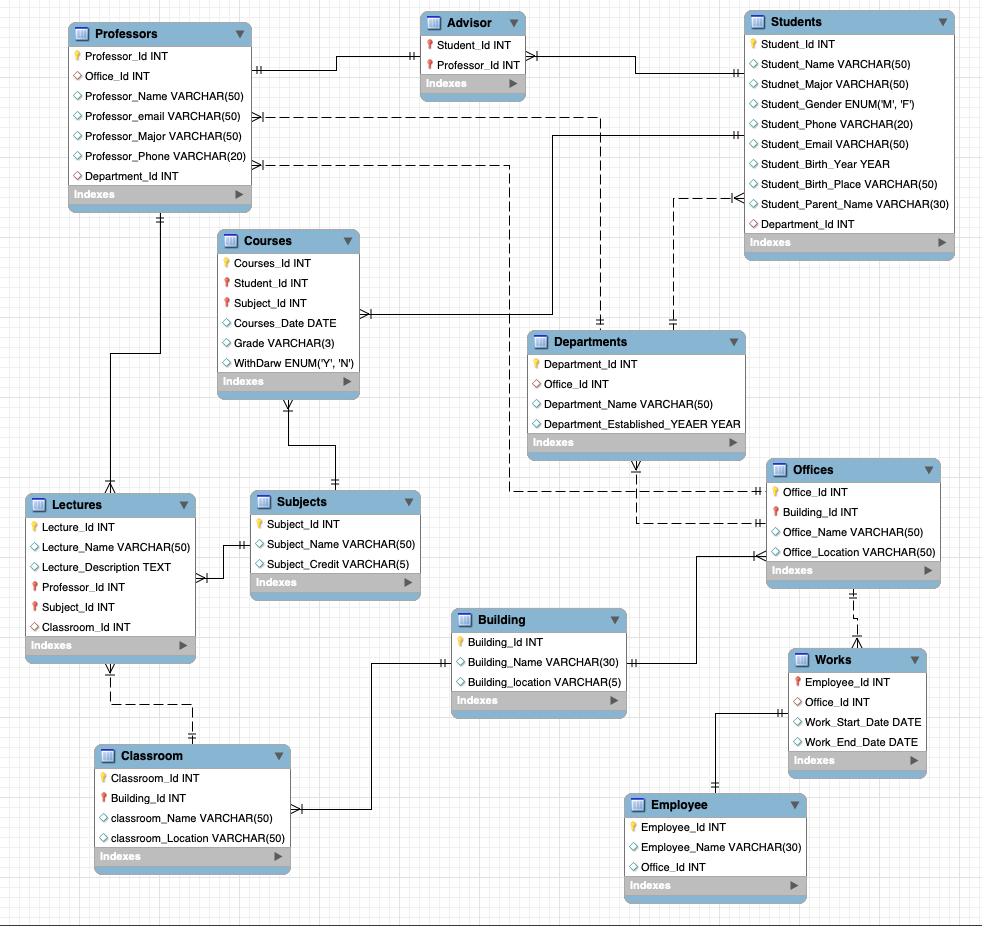 Professors
Professor_Id INT
Office_Id INT
Professor_Name VARCHAR(50)
Professor_email VARCHAR(50)
Professor_Major VARCHAR(50)
Professor_Phone VARCHAR(20)
Department_Id INT
Indexes
Advisor
Student_Id INT
Professor_Id INT
Indexes
Students
Student_Id INT
Student_Name VARCHAR(50)
Studnet_Major VARCHAR(50)
Student_Gender ENUM('M', 'F')
Student_Phone VARCHAR(20)
Student_Email VARCHAR(50)
Student_Birth_Year YEAR
Student_Birth_Place VARCHAR(50)
Student_Parent_Name VARCHAR(30)
Department_Id INT
Indexes
Courses
Courses_Id INT
Student_Id INT
Subject_Id INT
Courses_Date DATE
Grade VARCHAR(3)
WithDarw ENUM('Y', 'N')
Indexes
Departments
Department_Id INT
Office_Id INT
Department_Name VARCHAR(50)
Department_Established_YEAER YEAR
Indexes
Offices
Office_Id INT
Building_Id INT
Office_Name VARCHAR(50)
Office_Location VARCHAR(50)
Indexes
Lectures
Lecture_Id INT
Lecture_Name VARCHAR(50)
Lecture_Description TEXT
Professor_Id INT
Subject_Id INT
Classroom_Id INT
Indexes
Subjects
Subject_Id INT
Subject_Name VARCHAR(50)
Subject_Credit VARCHAR(5)
Indexes
Building
Building_Id INT
Building_Name VARCHAR(30)
Building_location VARCHAR(5)
Indexes
Works
Employee_Id INT
Office_Id INT
Work_Start_Date DATE
Work_End_Date DATE
Indexes
Classroom
Classroom_Id INT
Building_Id INT
classroom_Name VARCHAR(50)
classroom_Location VARCHAR(50)
Indexes
Employee
Employee_Id INT
Employee_Name VARCHAR(30)
Office_Id INT
Indexes